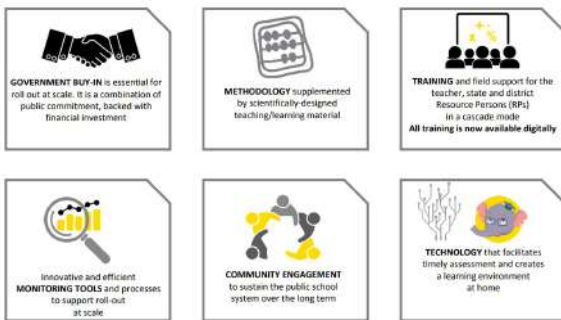 GOVERNMENT BUY-IN is essential for
roll out at scale. It is a combination of
public commitment, backed with
financial investment
METHODOLOGY supplemented
by scientifically-designed
teaching/learning material
TRAINING and field support for the
teacher, state and district
Resource Persons (RPs)
in a cascade mode
All training is now available digitally
Innovative and efficient
MONITORING TOOLS and processes
to support roll-out
at scale
COMMUNITY ENGAGEMENT
to sustain the public school
system over the long term
TECHNOLOGY that facilitates
timely assessment and creates
a learning environment
at home